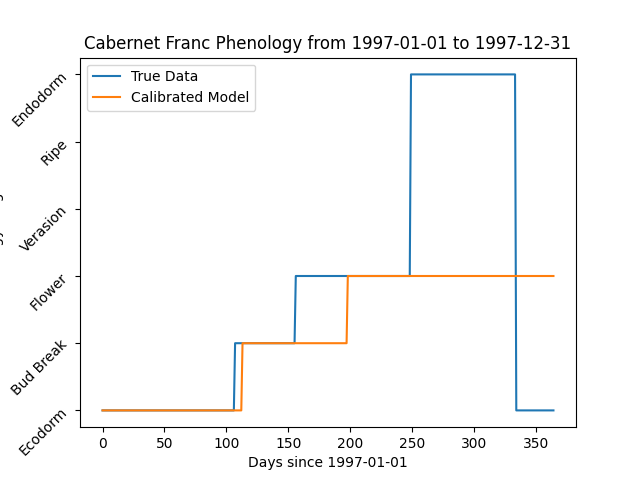 Cabernet Franc Phenology from 1997-01-01 to 1997-12-31
True Data
Calibrated Model
Endodorm
Ripe
Verasion
Flower
Bud Break
Ecodorm
0 50 100 150 200 250 300 350
Days since 1997-01-01